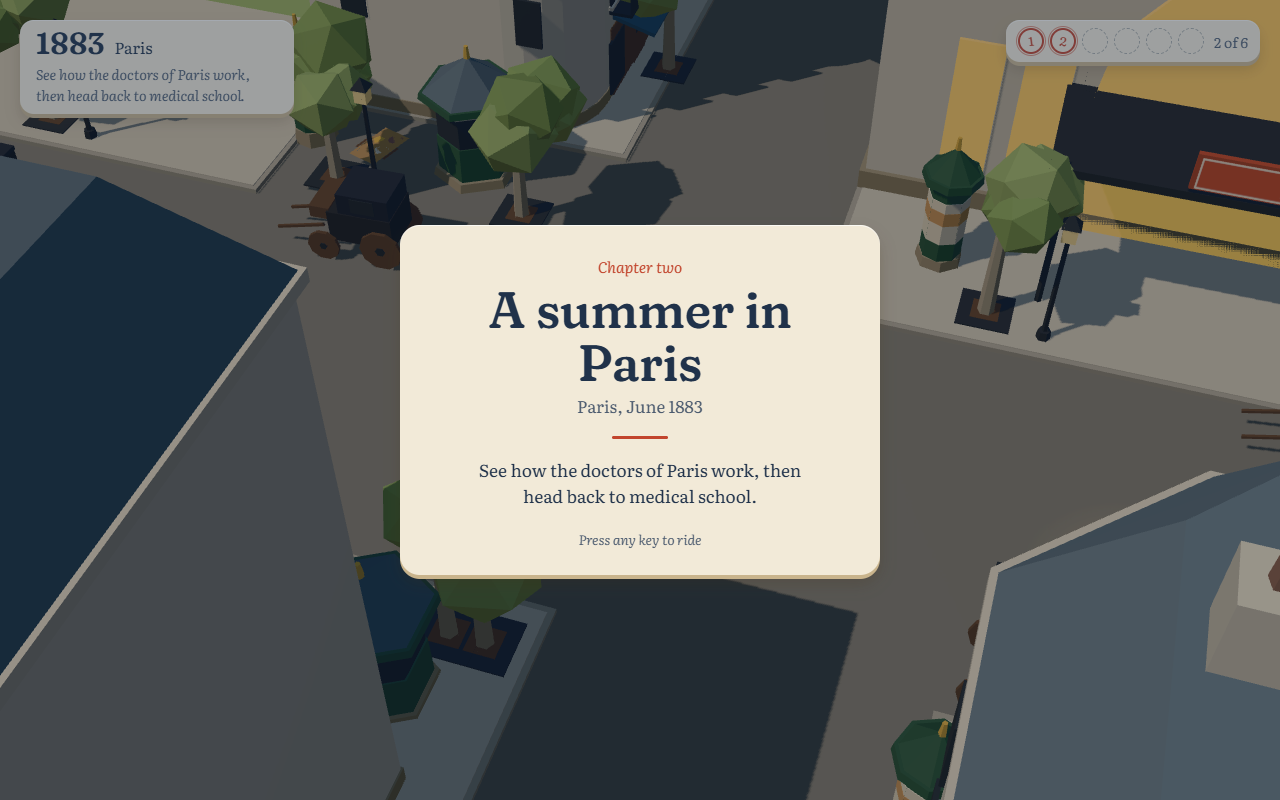 1883 Paris
See how the doctors of Paris work,
then head back to medical school.
1 2 2 of 6
Chapter two
A summer in
Paris
Paris, June 1883
See how the doctors of Paris work, then
head back to medical school.
Press any key to ride